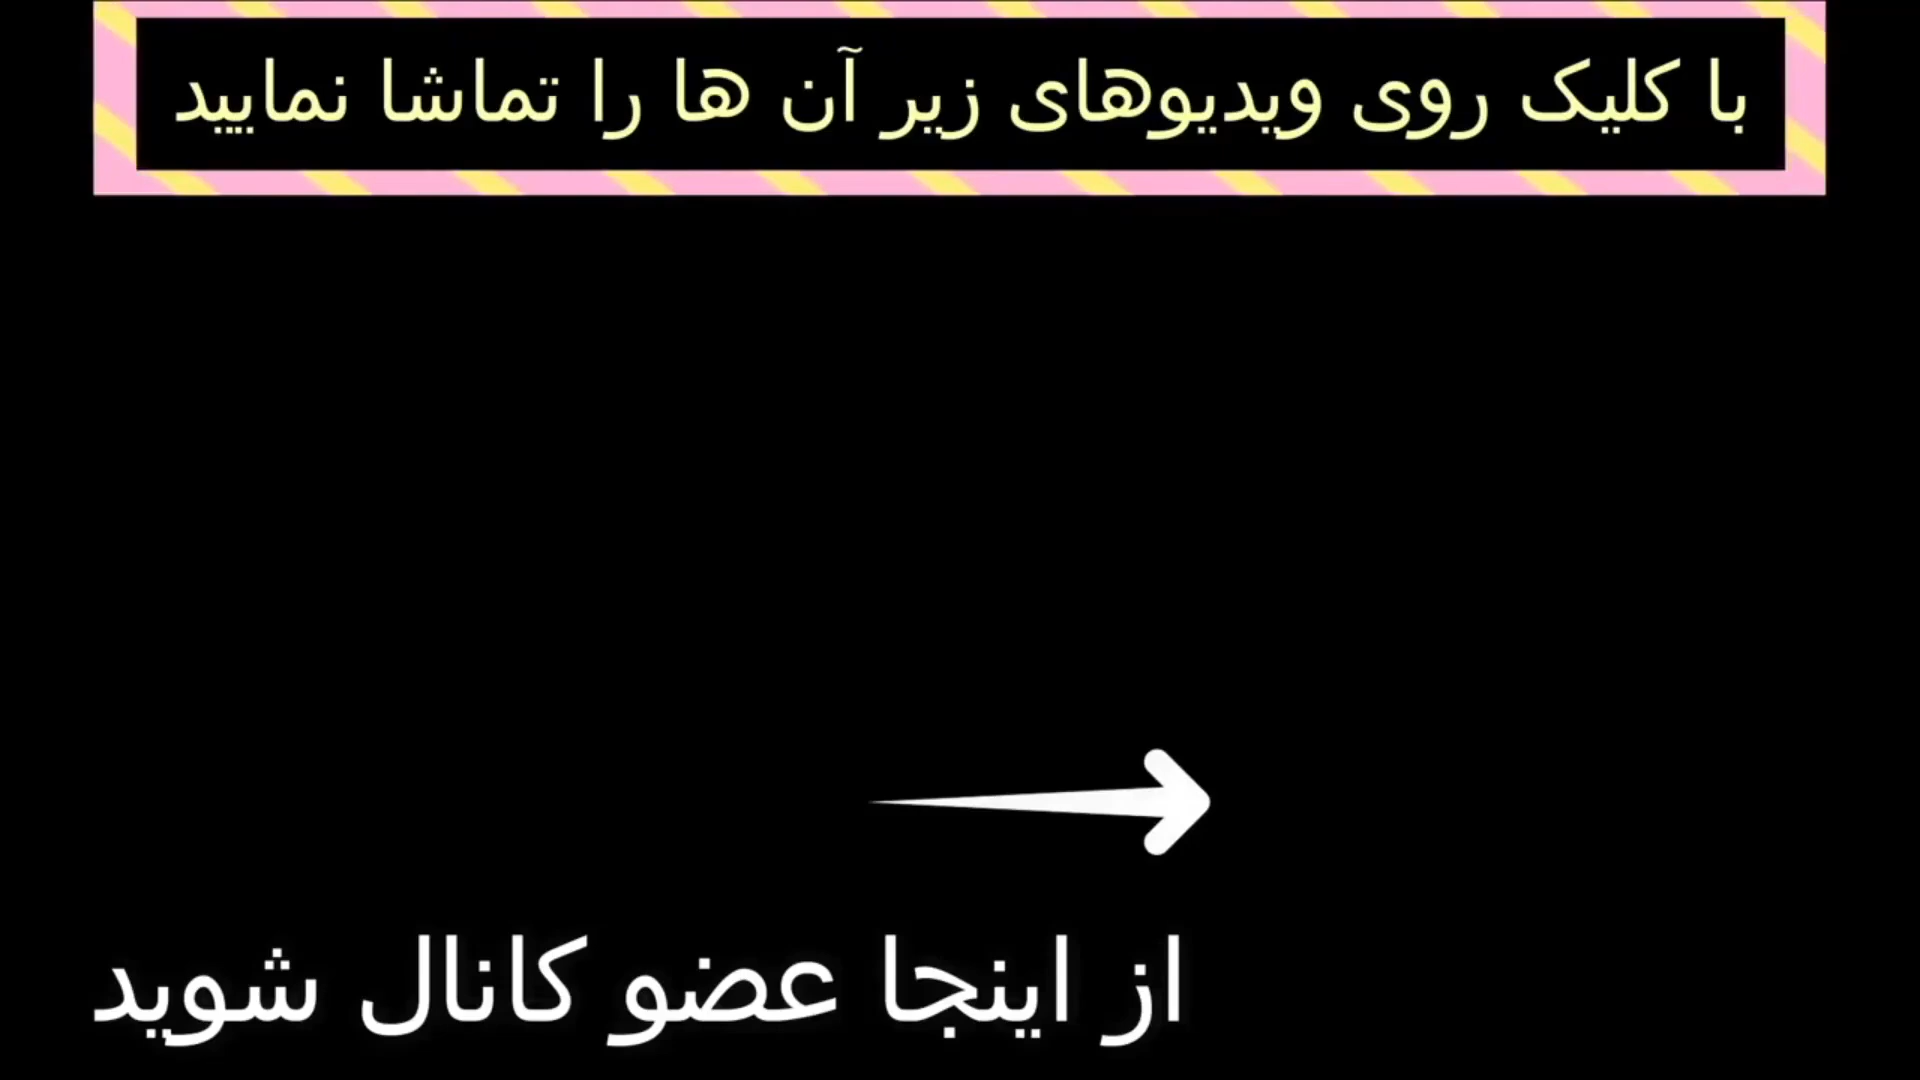 با کلیک روی ویدیوهای زیر آن ها را تماشا نمایید
از اینجا عضو کانال شوید